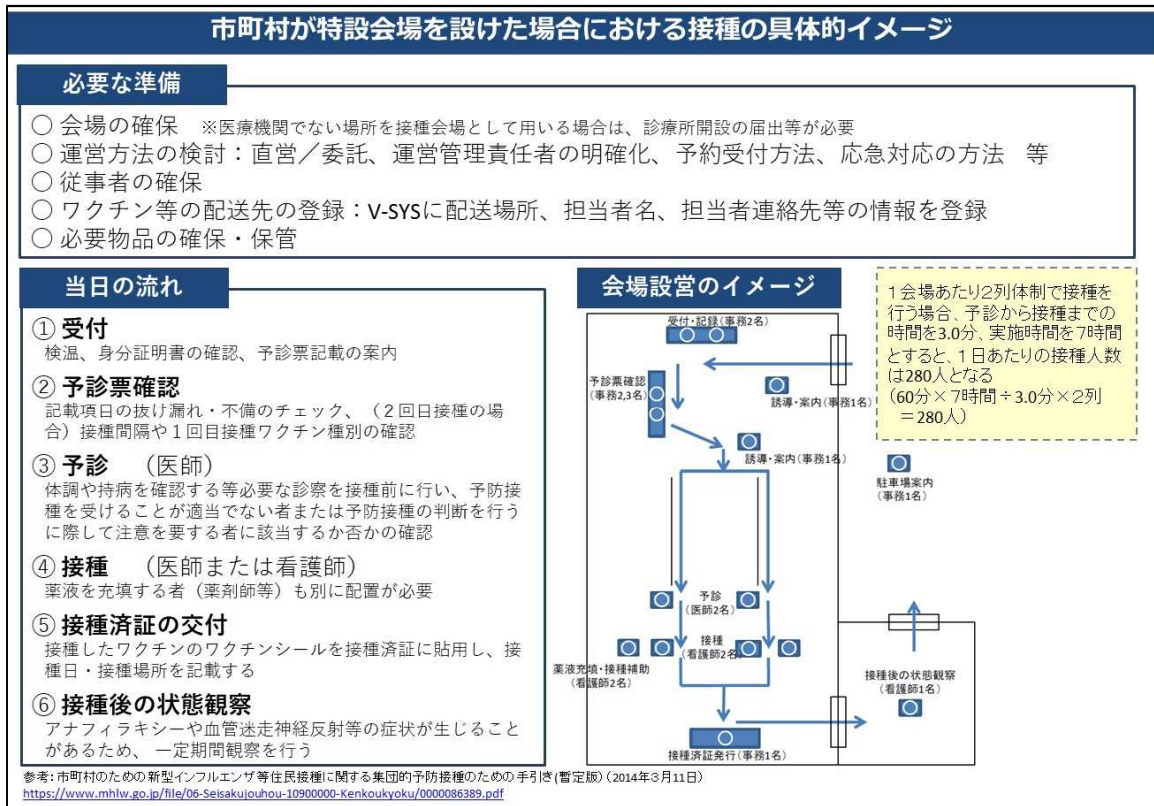 市町村が特設会場を設けた場合における接種の具体的イメージ
必要な準備
○ 会場の確保 ※医療機関でない場所を接種会場として用いる場合は、診療所開設の届出等が必要
○ 運営方法の検討：直営／委託、運営管理責任者の明確化、予約受付方法、応急対応の方法 等
○ 従事者の確保
○ ワクチン等の配送先の登録：V-SYSに配送場所、担当者名、担当者連絡先等の情報を登録
○ 必要物品の確保・保管
当日の流れ
① 受付
検温、身分証明書の確認、予診票記載の案内
② 予診票確認
記載項目の抜け漏れ・不備のチェック、（２回目接種の場
合）接種間隔や１回目接種ワクチン種別の確認
③ 予診 （医師）
体調や持病を確認する等必要な診察を接種前に行い、予防接
種を受けることが適当でない者または予防接種の判断を行う
に際して注意を要する者に該当するか否かの確認
④ 接種 （医師または看護師）
薬液を充填する者（薬剤師等）も別に配置が必要
⑤ 接種済証の交付
接種したワクチンのワクチンシールを接種済証に貼用し、接
種日・接種場所を記載する
⑥ 接種後の状態観察
アナフィラキシーや血管迷走神経反射等の症状が生じること
があるため、一定期間観察を行う
会場設営のイメージ
受付・記録（事務2名）
予診票確認
（事務2,3名）
誘導・案内（事務1名）
誘導・案内（事務1名）
駐車場案内
（事務1名）
予診
（医師2名）
接種
（看護師2名）
薬液充填・接種補助
（看護師2名）
接種後の状態観察
（看護師1名）
接種済証発行（事務1名）
１会場あたり２列体制で接種を
行う場合、予診から接種までの
時間を3.0分、実施時間を７時間
とすると、１日あたりの接種人数
は280人となる
（60分×７時間÷3.0分×２列
＝280人）
参考：市町村のための新型インフルエンザ等住民接種に関する集団的予防接種のための手引き(暫定版)（2014年３月11日）
https://www.mhlw.go.jp/file/06-Seisakujouhou-10900000-Kenkoukyoku/0000086389.pdf